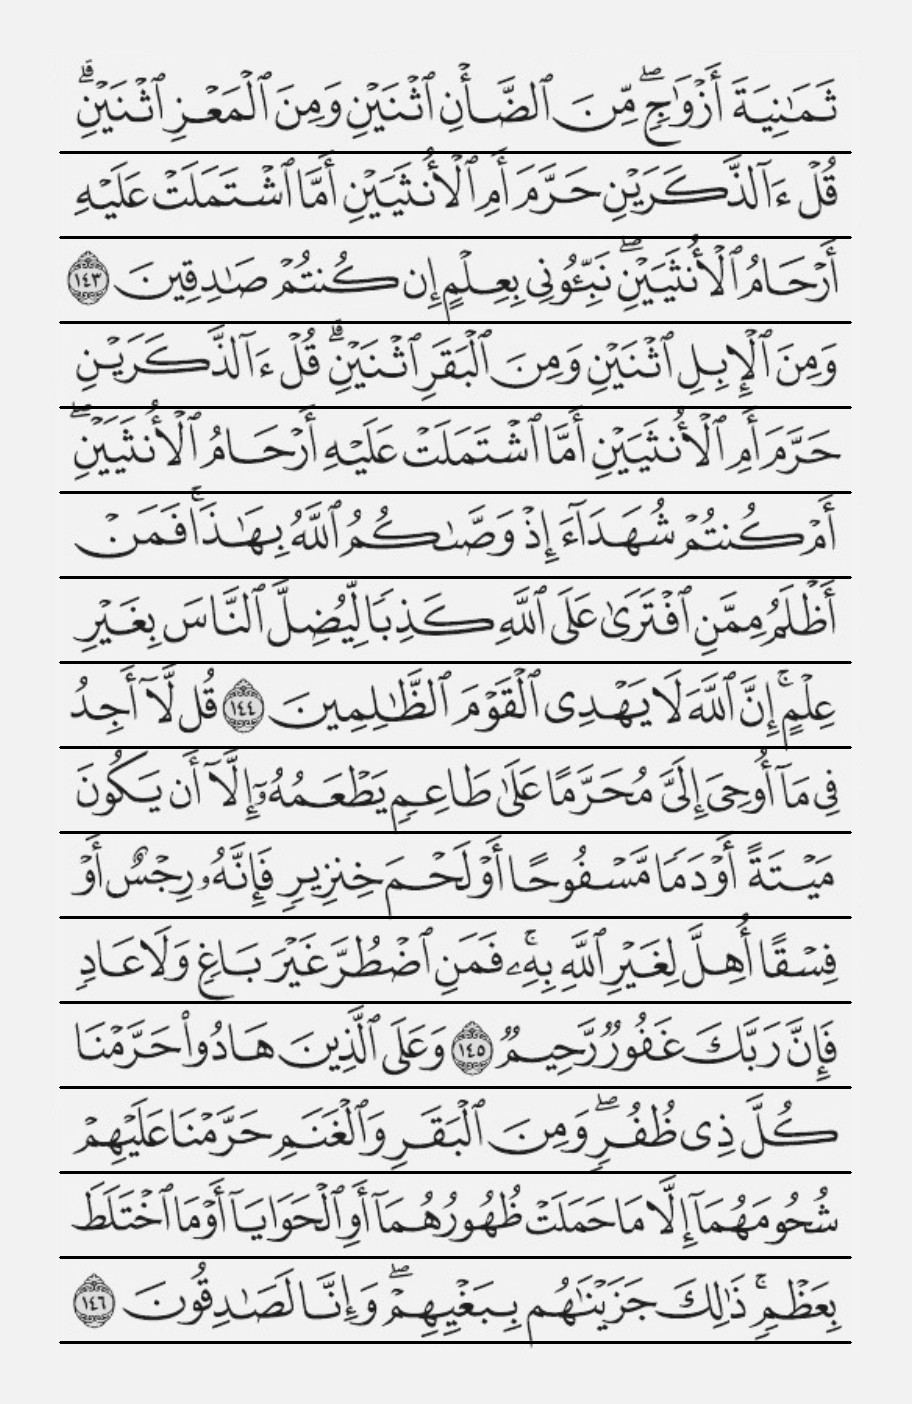 ثَمَٰنِيَةَ أَزۡوَٰجٖۖ مِّنَ ٱلضَّأۡنِ ٱثۡنَيۡنِ وَمِنَ ٱلۡمَعۡزِ ٱثۡنَيۡنِۗ
قُلۡ ءَآلذَّكَرَيۡنِ حَرَّمَ أَمِ ٱلۡأُنثَيَيۡنِ أَمَّا ٱشۡتَمَلَتۡ عَلَيۡهِ
أَرۡحَامُ ٱلۡأُنثَيَيۡنِۖ نَبِّـُٔونِي بِعِلۡمٍ إِن كُنتُمۡ صَٰدِقِينَ ١٤٣
وَمِنَ ٱلۡإِبِلِ ٱثۡنَيۡنِ وَمِنَ ٱلۡبَقَرِ ٱثۡنَيۡنِۗ قُلۡ ءَآلذَّكَرَيۡنِ
حَرَّمَ أَمِ ٱلۡأُنثَيَيۡنِ أَمَّا ٱشۡتَمَلَتۡ عَلَيۡهِ أَرۡحَامُ ٱلۡأُنثَيَيۡنِۖ
أَمۡ كُنتُمۡ شُهَدَآءَ إِذۡ وَصَّىٰكُمُ ٱللَّهُ بِهَٰذَاۚ فَمَنۡ
أَظۡلَمُ مِمَّنِ ٱفۡتَرَىٰ عَلَى ٱللَّهِ كَذِبٗا لِّيُضِلَّ ٱلنَّاسَ بِغَيۡرِ
عِلۡمٍۚ إِنَّ ٱللَّهَ لَا يَهۡدِي ٱلۡقَوۡمَ ٱلظَّٰلِمِينَ ١٤٤ قُل لَّآ أَجِدُ
فِي مَآ أُوحِيَ إِلَيَّ مُحَرَّمًا عَلَىٰ طَاعِمٖ يَطۡعَمُهُۥٓ إِلَّآ أَن يَكُونَ
مَيۡتَةً أَوۡ دَمٗا مَّسۡفُوحًا أَوۡ لَحۡمَ خِنزِيرٖ فَإِنَّهُۥ رِجۡسٌ أَوۡ
فِسۡقًا أُهِلَّ لِغَيۡرِ ٱللَّهِ بِهِۦۚ فَمَنِ ٱضۡطُرَّ غَيۡرَ بَاغٖ وَلَا عَادٖ
فَإِنَّ رَبَّكَ غَفُورٞ رَّحِيمٞ ١٤٥ وَعَلَى ٱلَّذِينَ هَادُواْ حَرَّمۡنَا
كُلَّ ذِي ظُفُرٖۖ وَمِنَ ٱلۡبَقَرِ وَٱلۡغَنَمِ حَرَّمۡنَا عَلَيۡهِمۡ
شُحُومَهُمَآ إِلَّا مَا حَمَلَتۡ ظُهُورُهُمَآ أَوِ ٱلۡحَوَايَآ أَوۡ مَا ٱخۡتَلَطَ
بِعَظۡمٖۚ ذَٰلِكَ جَزَيۡنَٰهُم بِبَغۡيِهِمۡۖ وَإِنَّا لَصَٰدِقُونَ ١٤٦